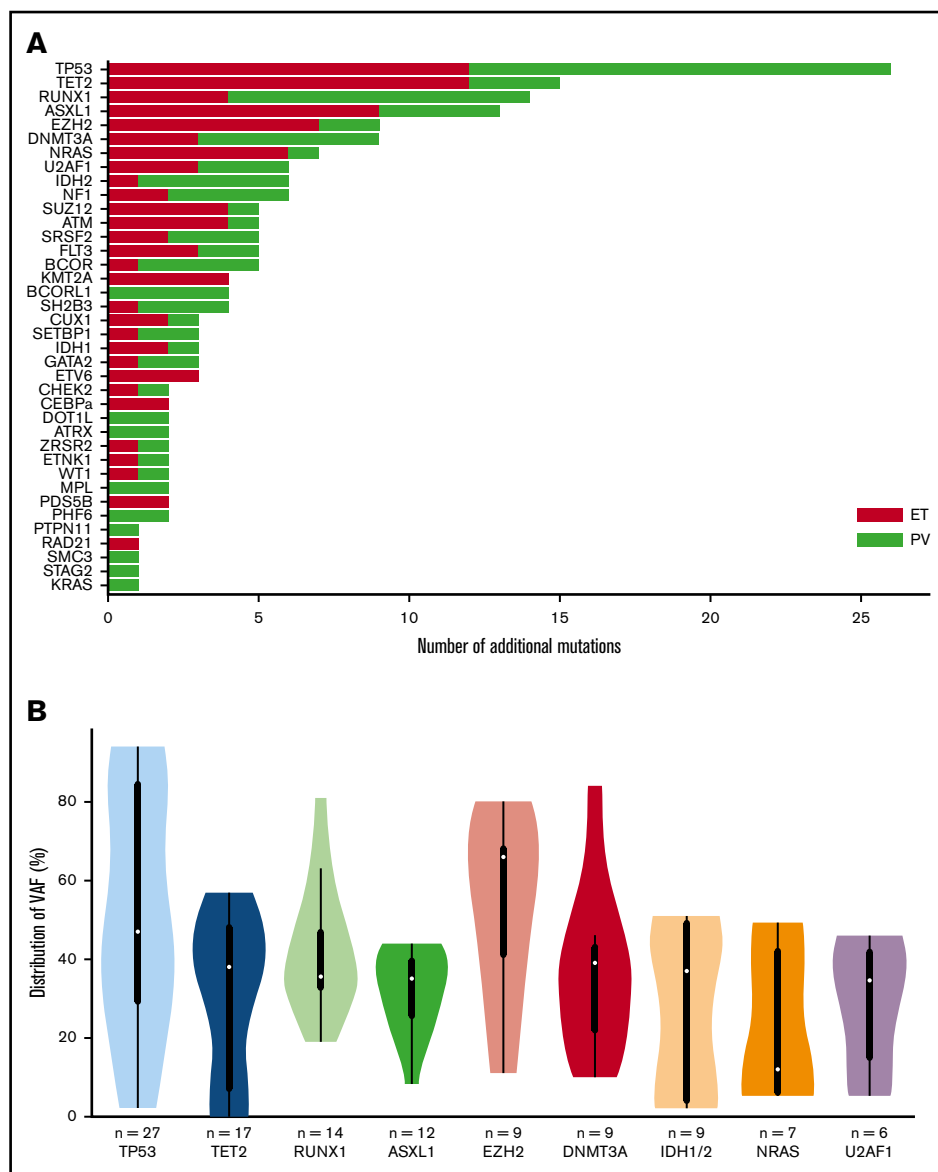 A
TP53
TET2
RUNX1
ASXL1
EZH2
DNMT3A
NRAS
U2AF1
IDH2
NF1
SUZ12
ATM
SRSF2
FLT3
BCOR
KMT2A
BCORL1
SH2B3
CUX1
SETBP1
IDH1
GATA2
ETV6
CHEK2
CEBPa
DOT1L
ATRX
ZRSR2
ETNK1
WT1
MPL
PDS5B
PHF6
PTPN11
RAD21
SMC3
STAG2
KRAS
ET
PV
0 5 10 15 20 25
Number of additional mutations
B
Distribution of VAF (%)
80
60
40
20
0
n = 27 n = 17 n = 14 n = 12 n = 9 n = 9 n = 9 n = 7 n = 6
TP53 TET2 RUNX1 ASXL1 EZH2 DNMT3A IDH1/2 NRAS U2AF1